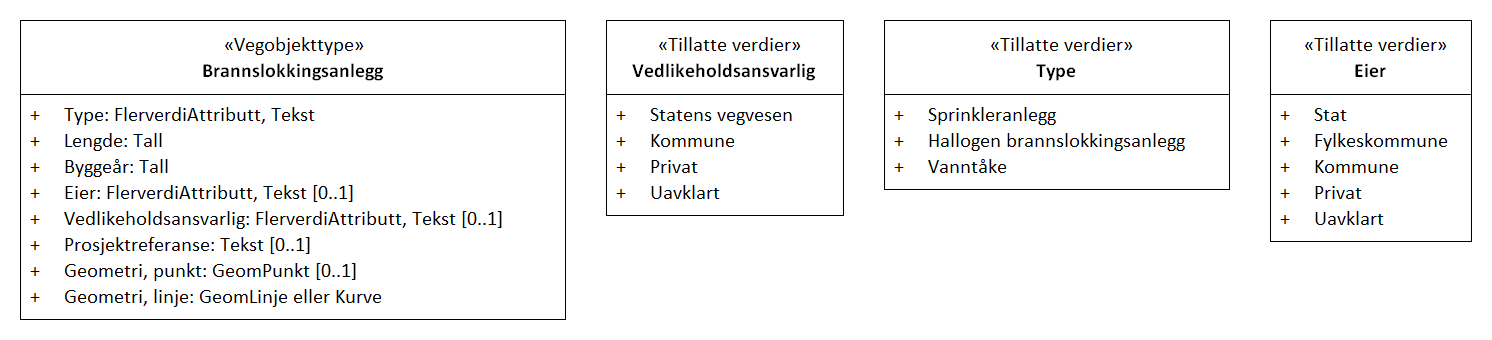 «Vegobjekttype»
Brannslokkingsanlegg
+ Type: FlerverdiAttributt, Tekst
+ Lengde: Tall
+ Byggeår: Tall
+ Eier: FlerverdiAttributt, Tekst [0..1]
+ Vedlikeholdsansvarlig: FlerverdiAttributt, Tekst [0..1]
+ Prosjektreferanse: Tekst [0..1]
+ Geometri, punkt: GeomPunkt [0..1]
+ Geometri, linje: GeomLinje eller Kurve
«Tillatte verdier»
Vedlikeholdsansvarlig
+ Statens vegvesen
+ Kommune
+ Privat
+ Uavklart
«Tillatte verdier»
Type
+ Sprinkleranlegg
+ Hallogen brannslokkingsanlegg
+ Vanntåke
«Tillatte verdier»
Eier
+ Stat
+ Fylkeskommune
+ Kommune
+ Privat
+ Uavklart